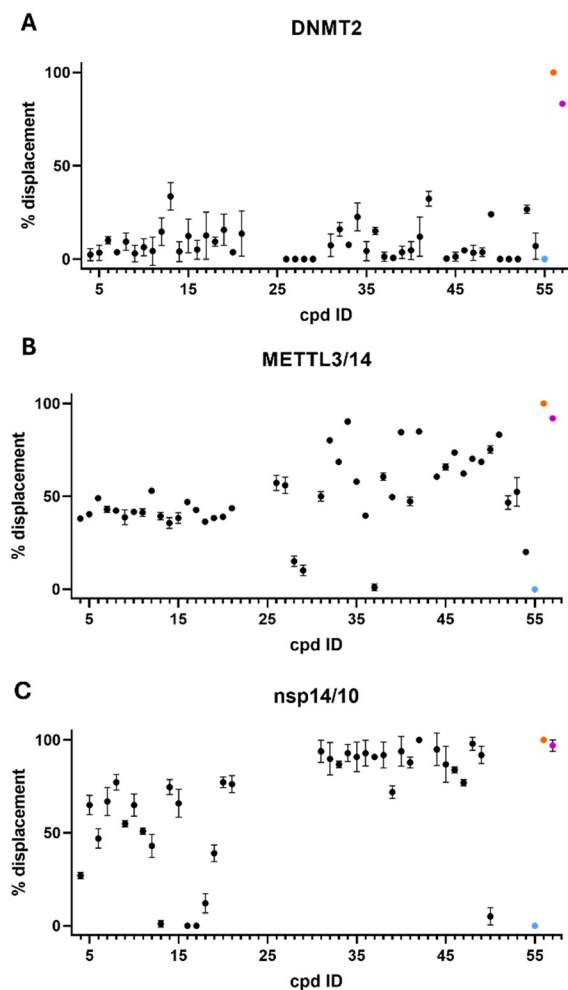 A
DNMT2
% displacement
100
50
0
5 15 25 35 45 55
cpd ID
B
METTL3/14
% displacement
100
50
0
5 15 25 35 45 55
cpd ID
C
nsp14/10
% displacement
100
50
0
5 15 25 35 45 55
cpd ID